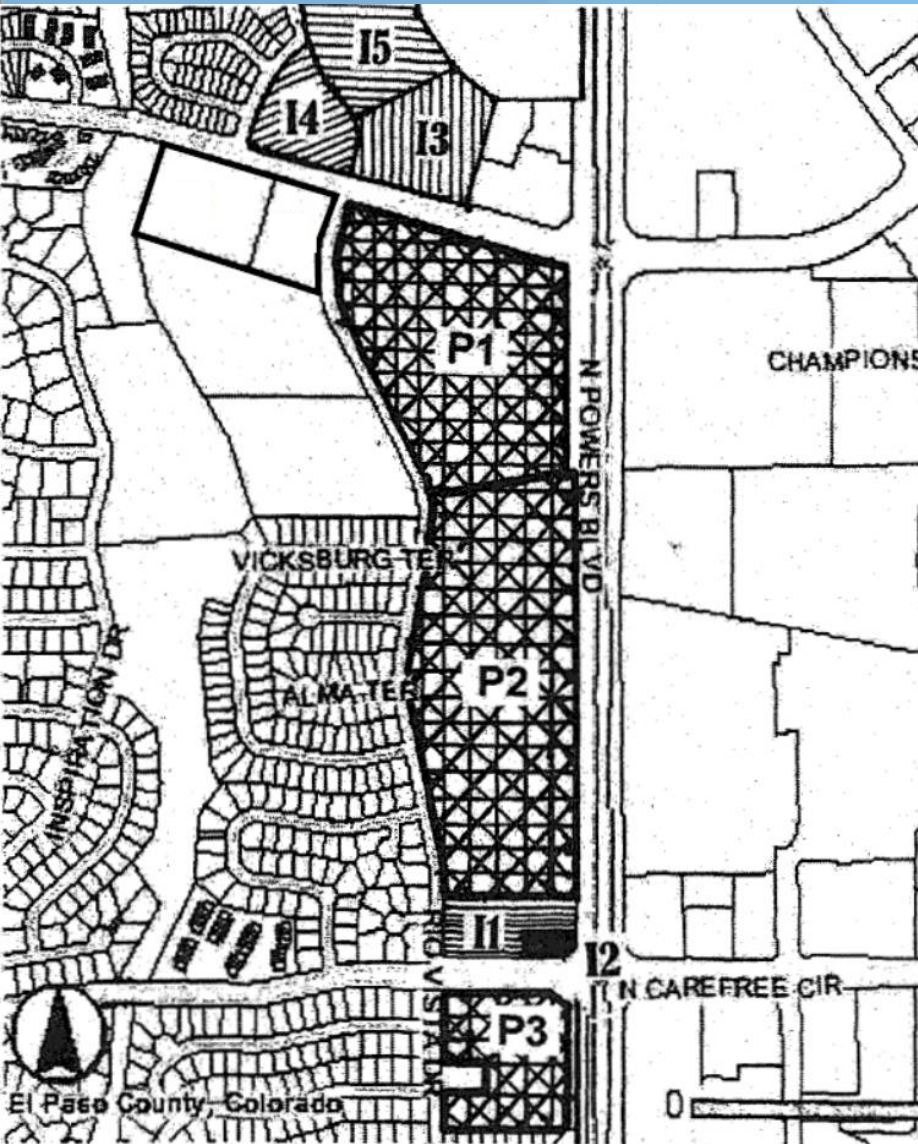 I5
I4
I3
P1
CHAMPIONS
N POWERS BLVD
VICKSBURG TER
P2
ALMA TER
INSPIRATION DR
I1
I2
N CAREFREE CIR
P3
El Paso County, Colorado
0